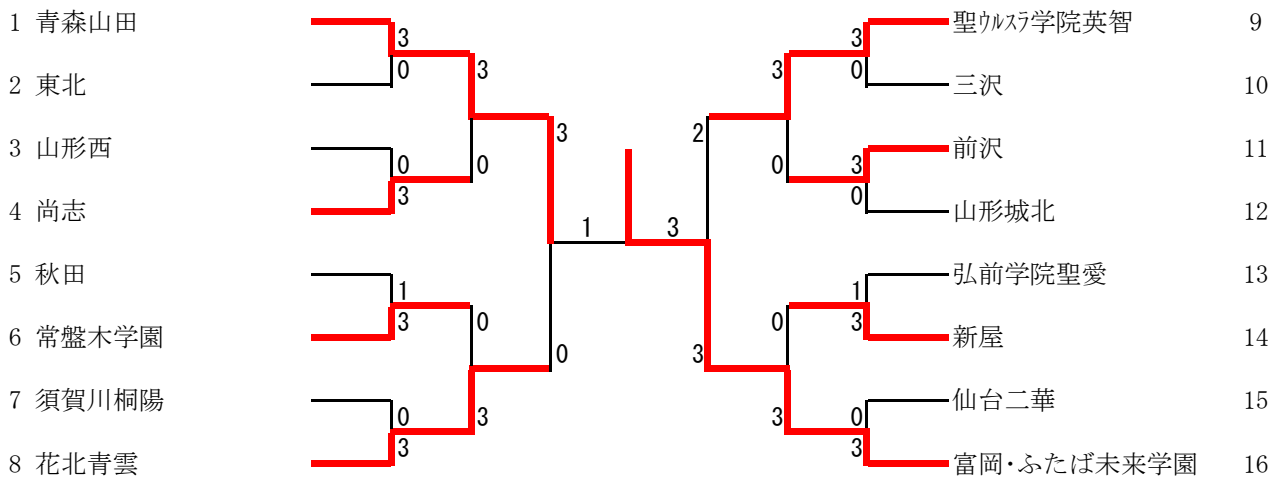 1 青森山田
2 東北
3 山形西
4 尚志
5 秋田
6 常盤木学園
7 須賀川桐陽
8 花北青雲
3
0
0
3
1
3
0
3
3
0
0
3
3
0
1
3
2
3
3
0
0
3
3
0
3
0
1
3
0
3
聖ｳﾙｽﾗ学院英智 9
三沢 10
前沢 11
山形城北 12
弘前学院聖愛 13
新屋 14
仙台二華 15
富岡・ふたば未来学園 16